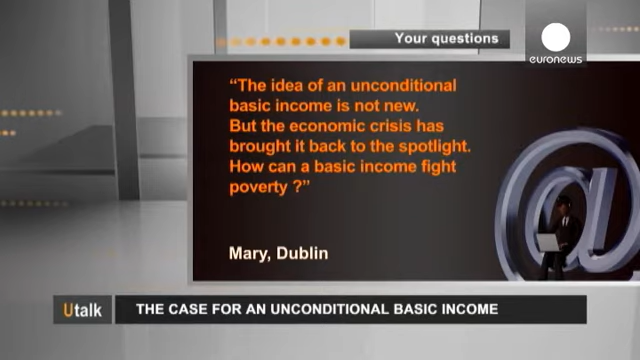 Your questions
euronews
“The idea of an unconditional
basic income is not new.
But the economic crisis has
brought it back to the spotlight.
How can a basic income fight
poverty ?”
Mary, Dublin
Utalk
THE CASE FOR AN UNCONDITIONAL BASIC INCOME